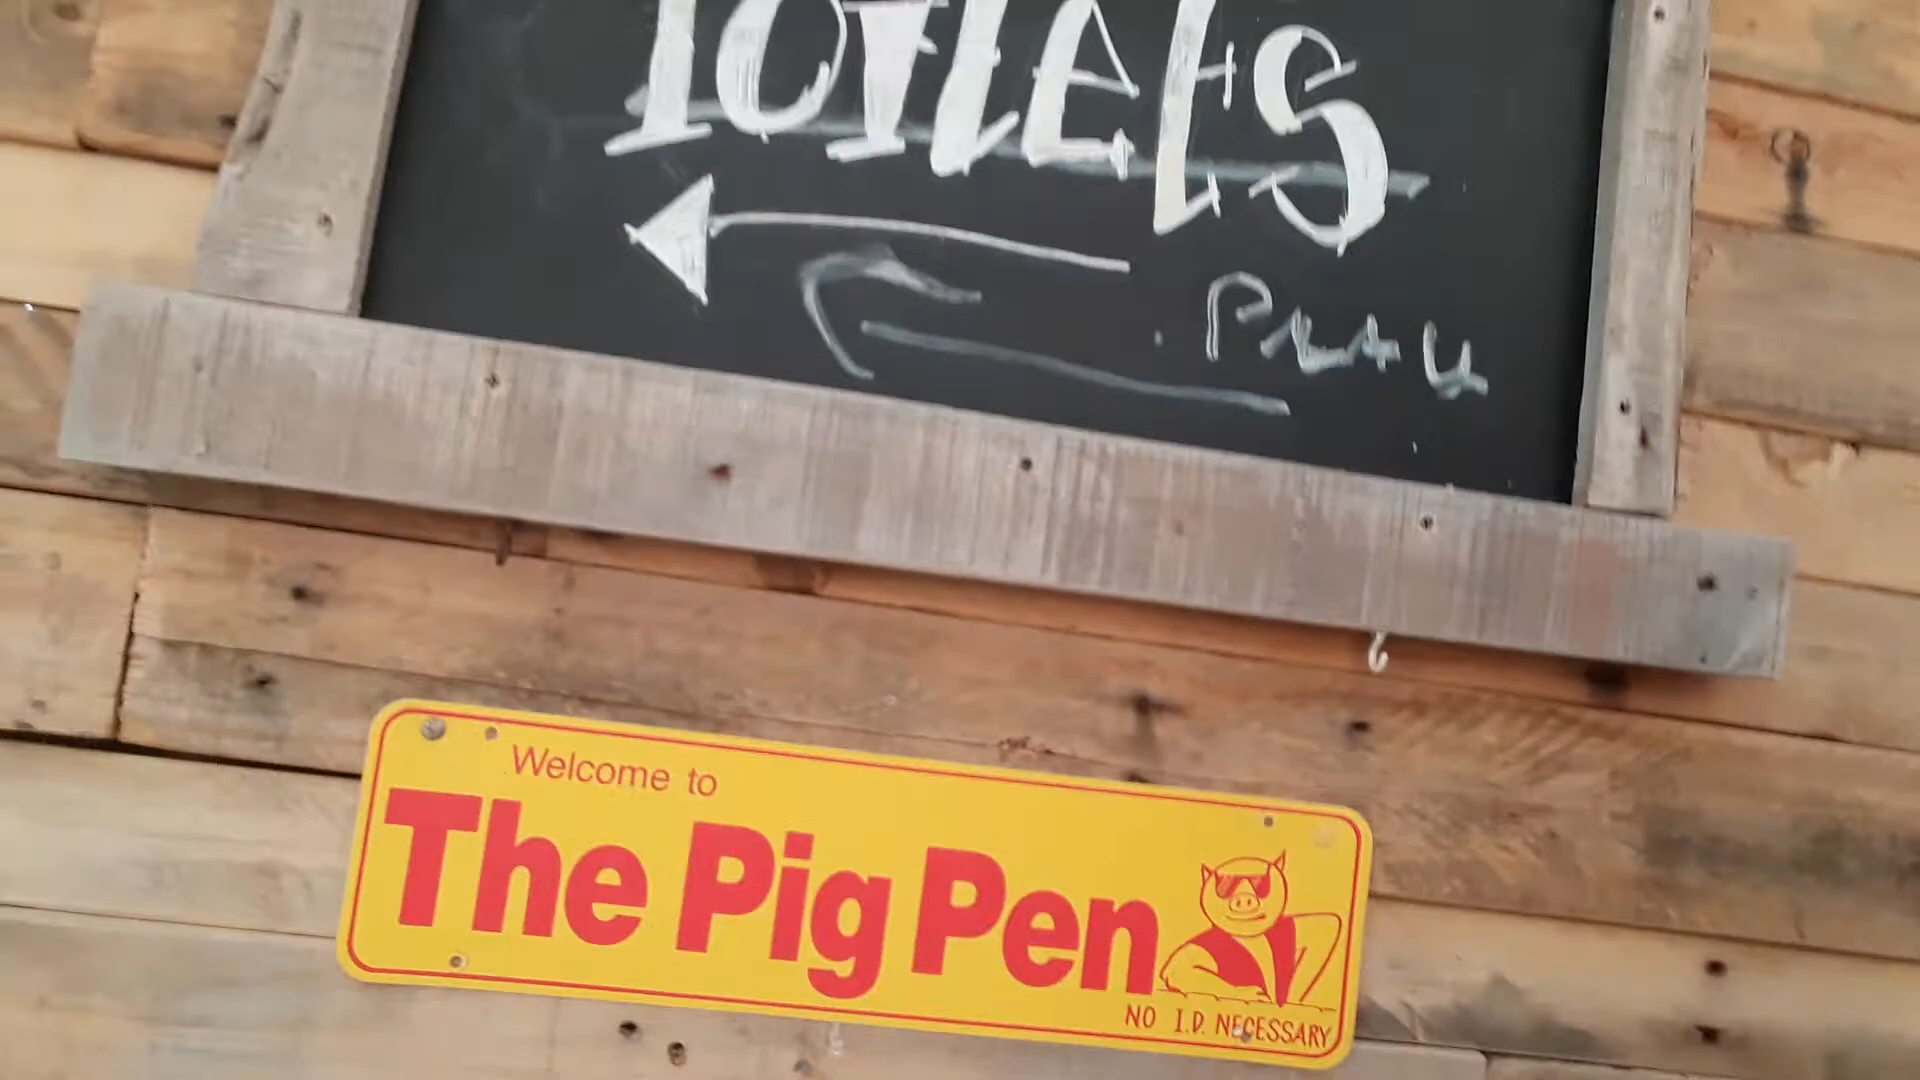 Toilets
Welcome to
The Pig Pen
NO I.D. NECESSARY